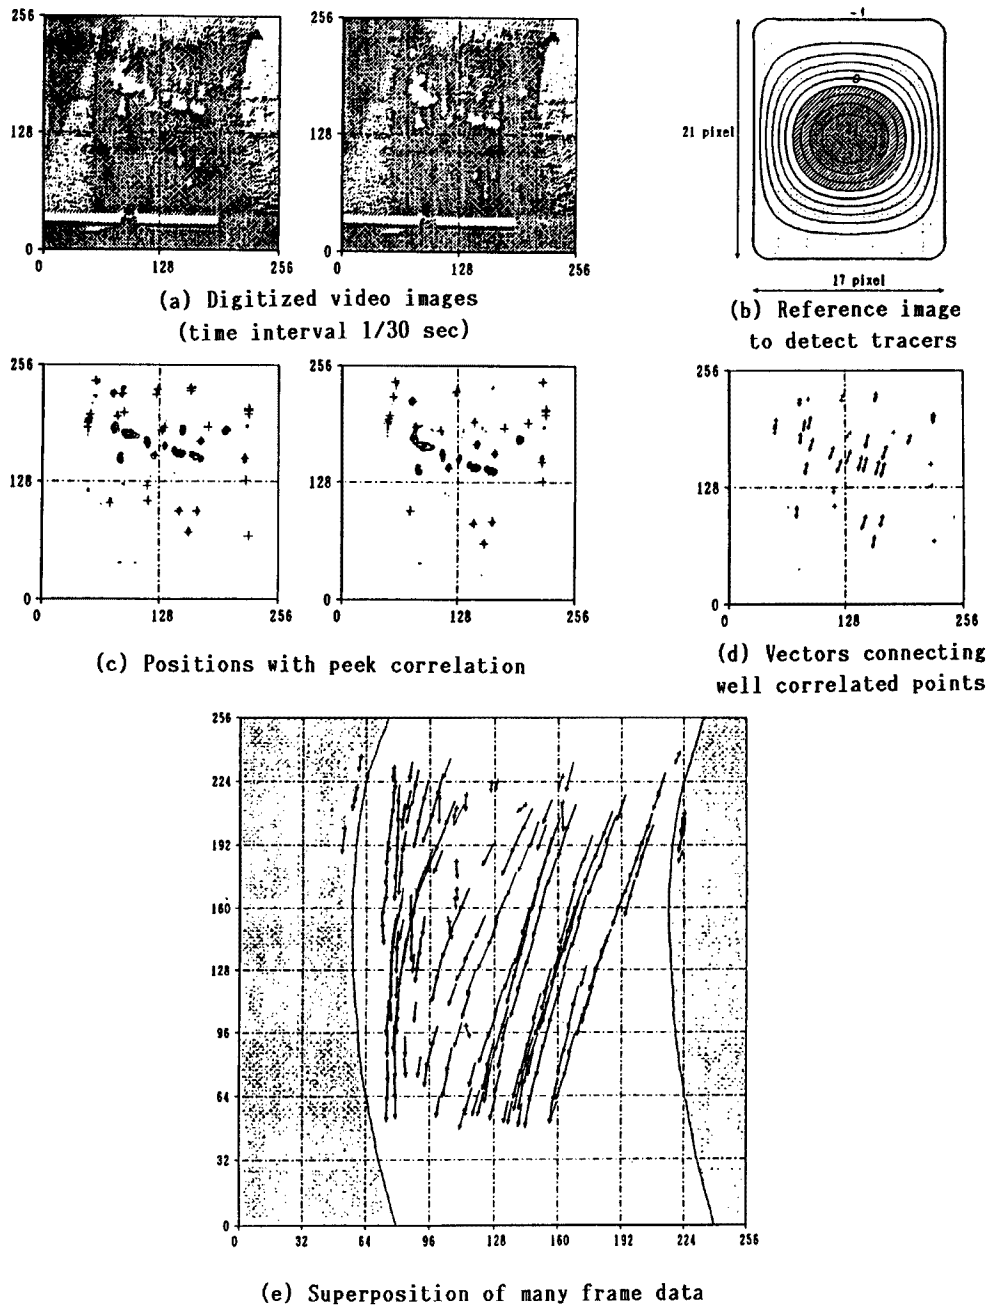 256
128
0
0 128 256
128
0
128 256
(a) Digitized video images
(time interval 1/30 sec)
-1
0
21 pixel
17 pixel
(b) Reference image
to detect tracers
256
128
0
0 128 256
256
128
0
0 128 256
(c) Positions with peek correlation
256
128
0
0 128 256
(d) Vectors connecting
well correlated points
256
224
192
160
128
96
64
32
0
0 32 64 96 128 160 192 224 256
(e) Superposition of many frame data